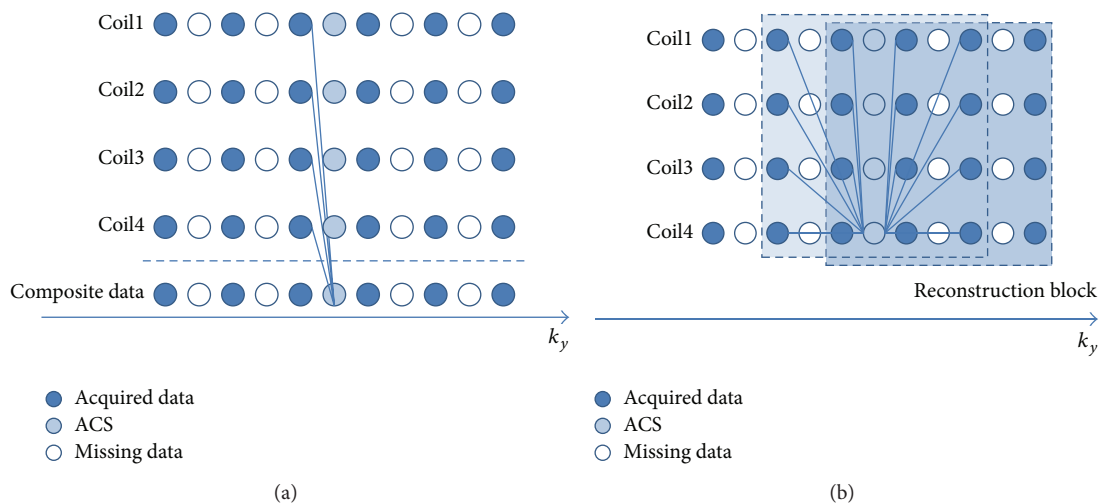 Coil1
Coil2
Coil3
Coil4
Composite data
k_y
Acquired data
ACS
Missing data
(a)
Coil1
Coil2
Coil3
Coil4
Reconstruction block
k_y
Acquired data
ACS
Missing data
(b)